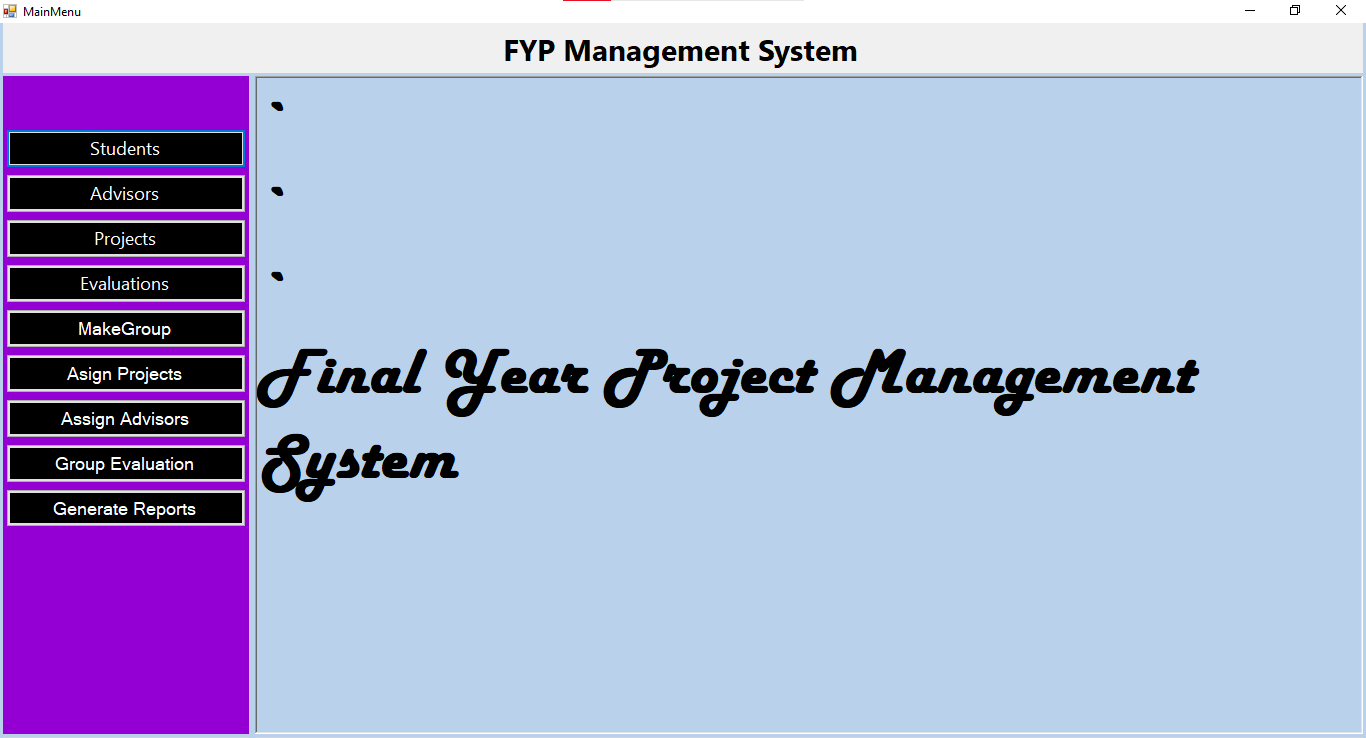 MainMenu
FYP Management System
Students
Advisors
Projects
Evaluations
MakeGroup
Asign Projects
Assign Advisors
Group Evaluation
Generate Reports
`
`
`
Final Year Project Management
System